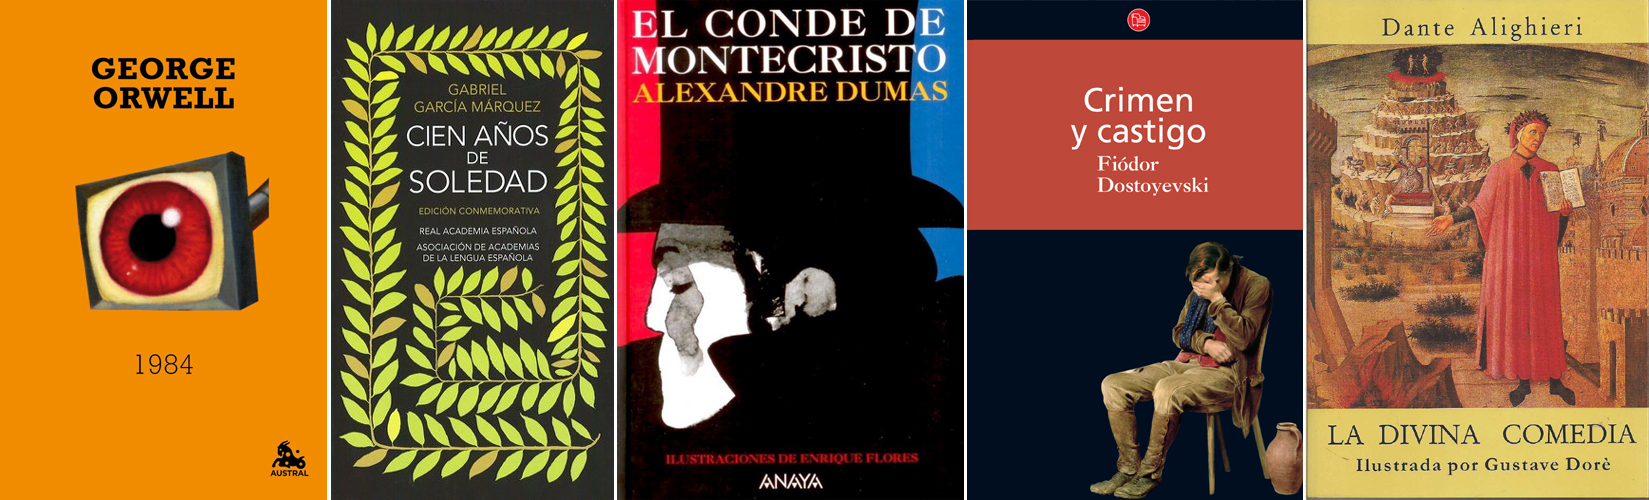 GEORGE
ORWELL
1984
AUSTRAL
GABRIEL
GARCÍA MÁRQUEZ
CIEN AÑOS
DE
SOLEDAD
EDICIÓN CONMEMORATIVA
REAL ACADEMIA ESPAÑOLA
ASOCIACIÓN DE ACADEMIAS
DE LA LENGUA ESPAÑOLA
EL CONDE DE
MONTECRISTO
ALEXANDRE DUMAS
ILUSTRACIONES DE ENRIQUE FLORES
ANAYA
Crimen
y castigo
Fiódor
Dostoyevski
Dante Alighieri
LA DIVINA COMEDIA
Ilustrada por Gustave Dorè